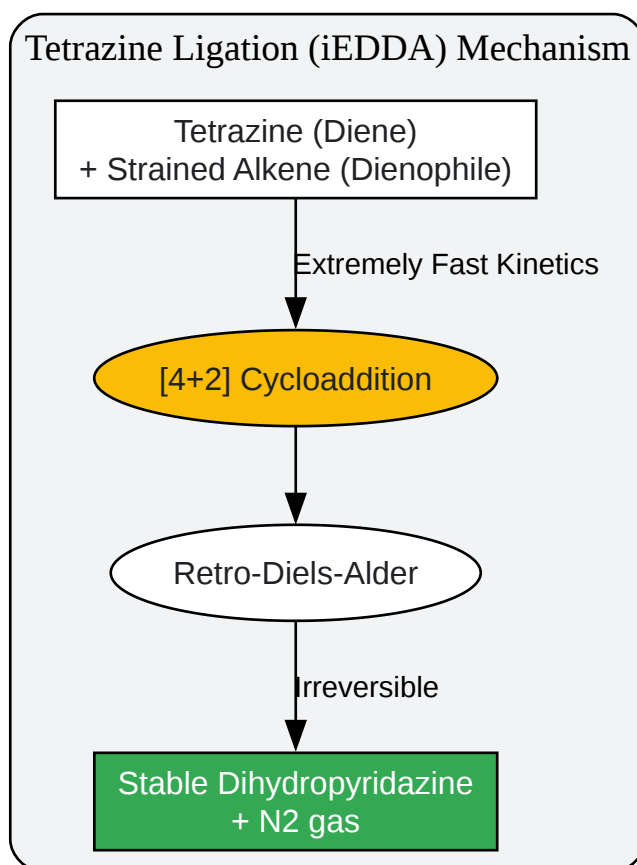 Tetrazine Ligation (iEDDA) Mechanism
Tetrazine (Diene)
+ Strained Alkene (Dienophile)
Extremely Fast Kinetics
[4+2] Cycloaddition
Retro-Diels-Alder
Irreversible
Stable Dihydropyridazine
+ N2 gas